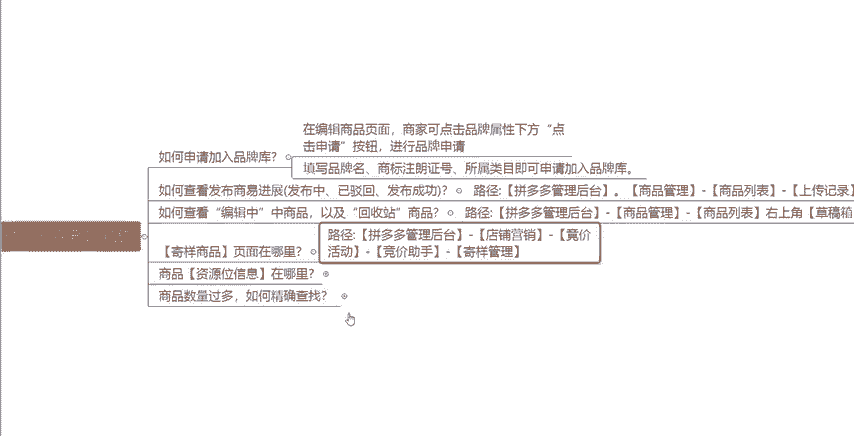 在编辑商品页面，商家可点击品牌属性下方“点
击申请”按钮，进行品牌申请
如何申请加入品牌库？
填写品牌名、商标注册证号、所属类目即可申请加入品牌库。
如何查看发布商易进展(发布中、已驳回、发布成功)？
路径:【拼多多管理后台】。【商品管理】-【商品列表】-【上传记录】
如何查看“编辑中”中商品，以及“回收站”商品？
路径:【拼多多管理后台】-【商品管理】-【商品列表】右上角【草稿箱
【寄样商品】页面在哪里？
路径:【拼多多管理后台】-【店铺营销】-【竟价
活动】-【竞价助手】-【寄样管理】
商品【资源位信息】在哪里？
商品数量过多，如何精确查找？